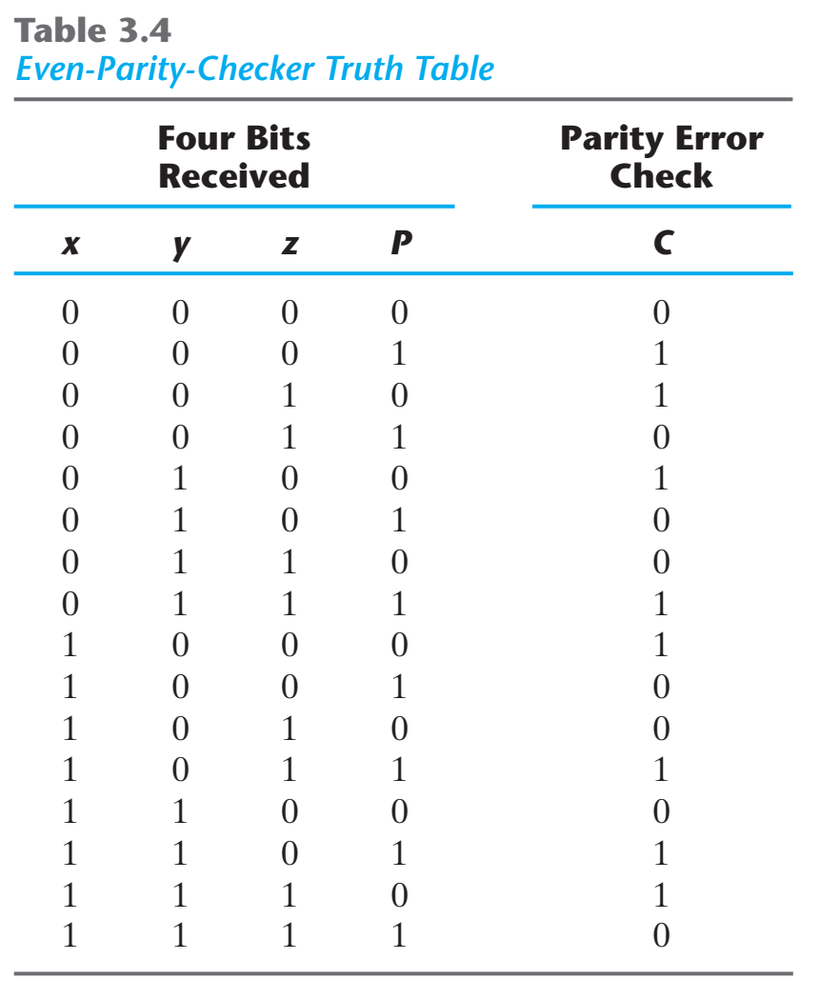 Table 3.4
Even-Parity-Checker Truth Table
Four Bits Received Parity Error Check
x y z P C
0 0 0 0 0
0 0 0 1 1
0 0 1 0 1
0 0 1 1 0
0 1 0 0 1
0 1 0 1 0
0 1 1 0 0
0 1 1 1 1
1 0 0 0 1
1 0 0 1 0
1 0 1 0 0
1 0 1 1 1
1 1 0 0 0
1 1 0 1 1
1 1 1 0 1
1 1 1 1 0